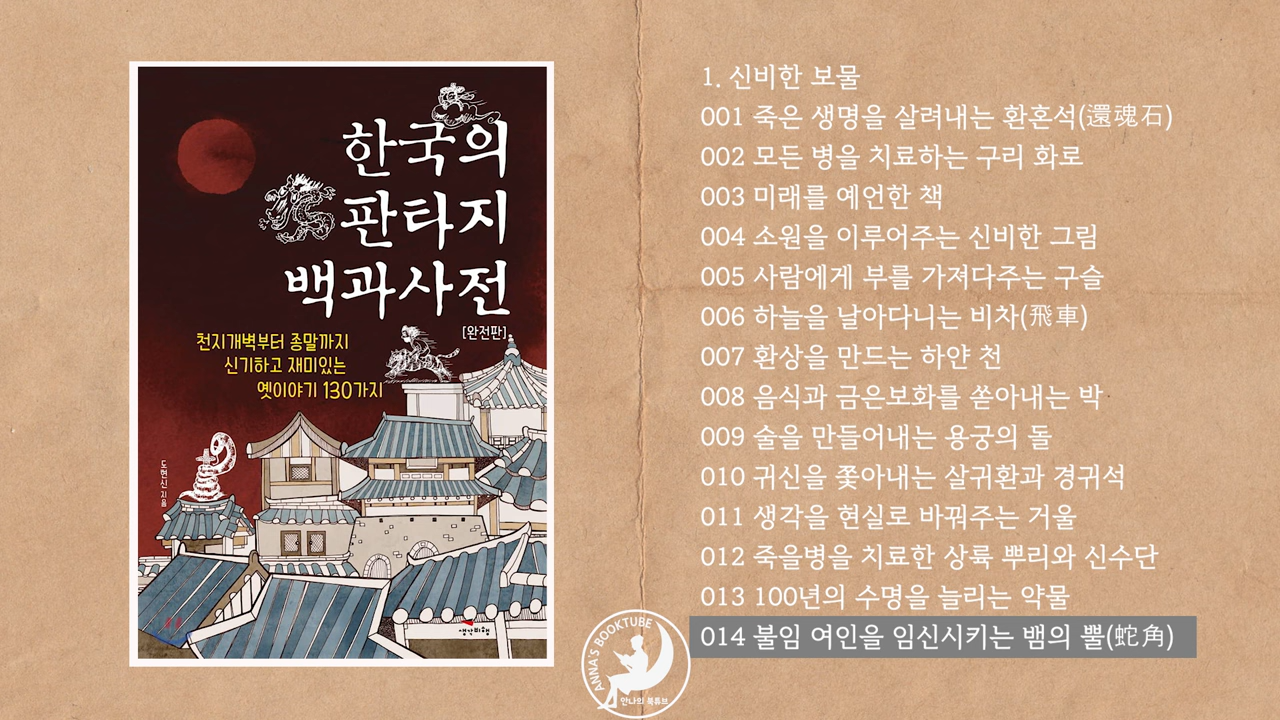 한국의
판타지
백과사전
[완전판]
천지개벽부터 종말까지
신기하고 재미있는
옛이야기 130가지
도현신 지음
생각비행
1. 신비한 보물
001 죽은 생명을 살려내는 환혼석(還魂石)
002 모든 병을 치료하는 구리 화로
003 미래를 예언한 책
004 소원을 이루어주는 신비한 그림
005 사람에게 부를 가져다주는 구슬
006 하늘을 날아다니는 비차(飛車)
007 환상을 만드는 하얀 천
008 음식과 금은보화를 쏟아내는 박
009 술을 만들어내는 용궁의 돌
010 귀신을 쫓아내는 살귀환과 경귀석
011 생각을 현실로 바꿔주는 거울
012 죽을병을 치료한 상륙 뿌리와 신수단
013 100년의 수명을 늘리는 약물
014 불임 여인을 임신시키는 뱀의 뿔(蛇角)
ANNA'S BOOKTUBE
안나의 북튜브